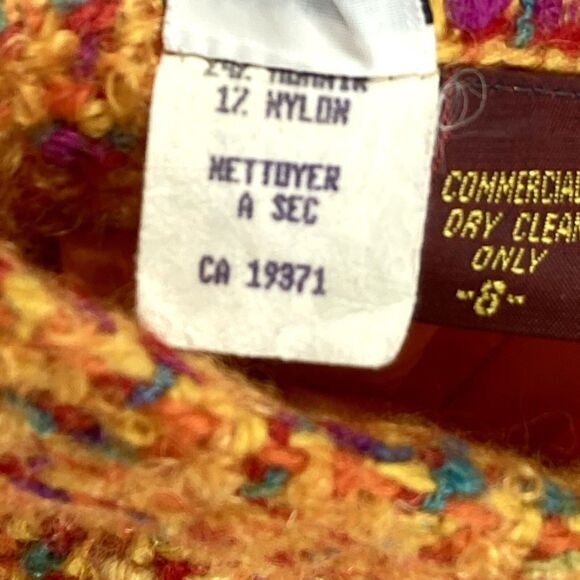 1% NYLON
NETTOYER
A SEC
CA 19371
COMMERCIAL
DRY CLEAN
ONLY
-8-